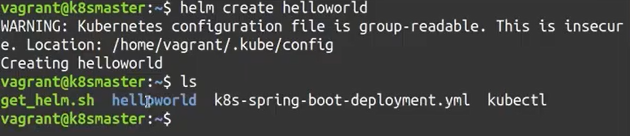 vagrant@k8smaster:~$ helm create helloworld
WARNING: Kubernetes configuration file is group-readable. This is insecur
e. Location: /home/vagrant/.kube/config
Creating helloworld
vagrant@k8smaster:~$ ls
get_helm.sh  helloworld  k8s-spring-boot-deployment.yml  kubectl
vagrant@k8smaster:~$